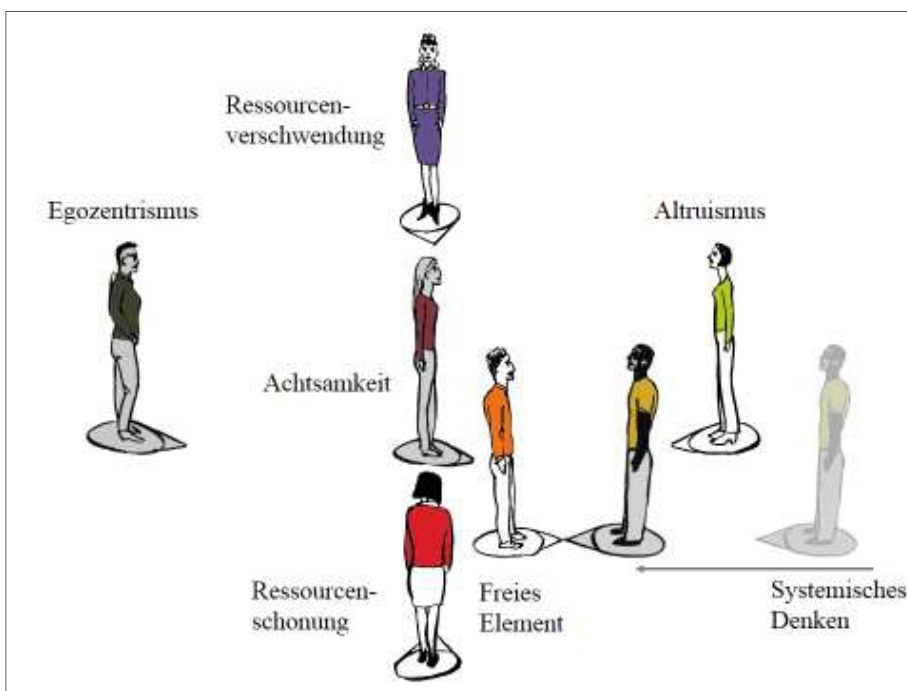 Ressourcen-
verschwendung
Egozentrismus
Altruismus
Achtsamkeit
Ressourcen-
schonung
Freies
Element
Systemisches
Denken